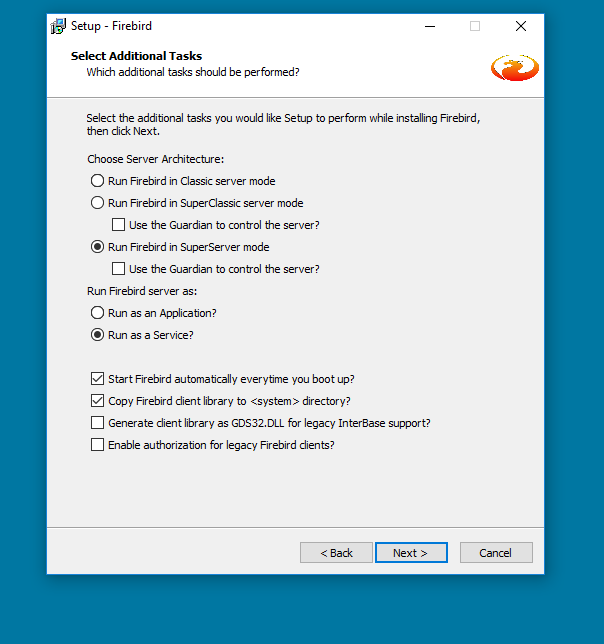 Setup - Firebird
Select Additional Tasks
Which additional tasks should be performed?
Select the additional tasks you would like Setup to perform while installing Firebird,
then click Next.
Choose Server Architecture:
Run Firebird in Classic server mode
Run Firebird in SuperClassic server mode
Use the Guardian to control the server?
Run Firebird in SuperServer mode
Use the Guardian to control the server?
Run Firebird server as:
Run as an Application?
Run as a Service?
Start Firebird automatically everytime you boot up?
Copy Firebird client library to <system> directory?
Generate client library as GDS32.DLL for legacy InterBase support?
Enable authorization for legacy Firebird clients?
< Back Next > Cancel